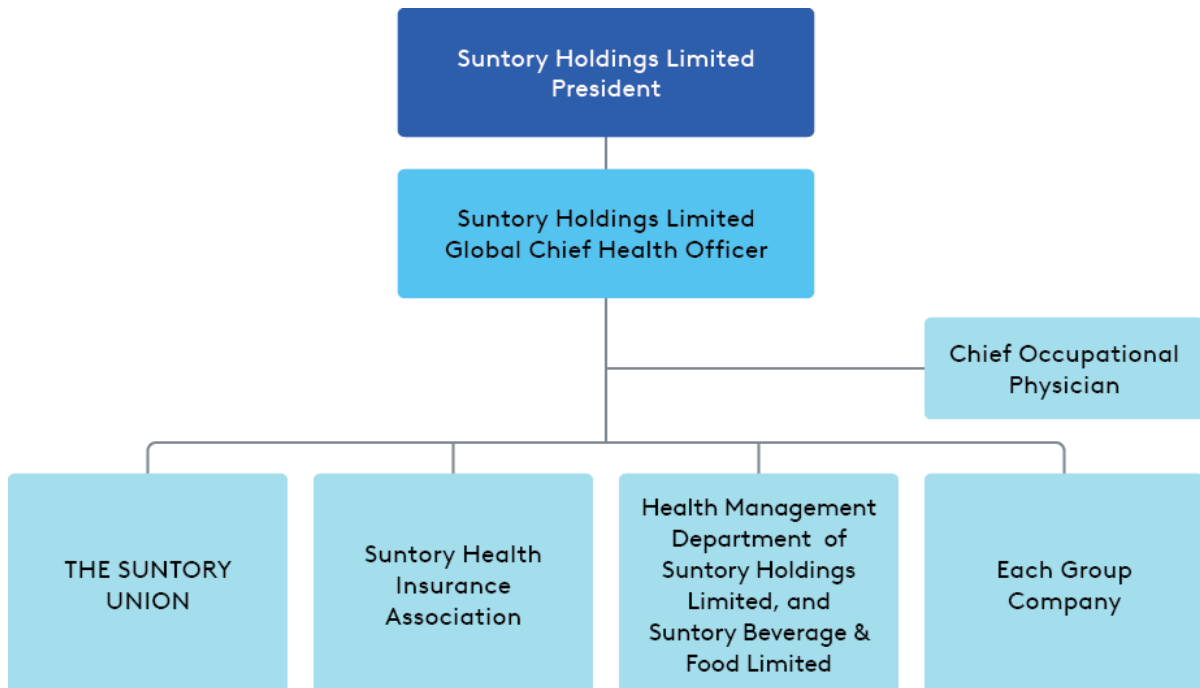 Suntory Holdings Limited
President
Suntory Holdings Limited
Global Chief Health Officer
Chief Occupational
Physician
THE SUNTORY
UNION
Suntory Health
Insurance
Association
Health Management
Department of
Suntory Holdings
Limited, and
Suntory Beverage &
Food Limited
Each Group
Company